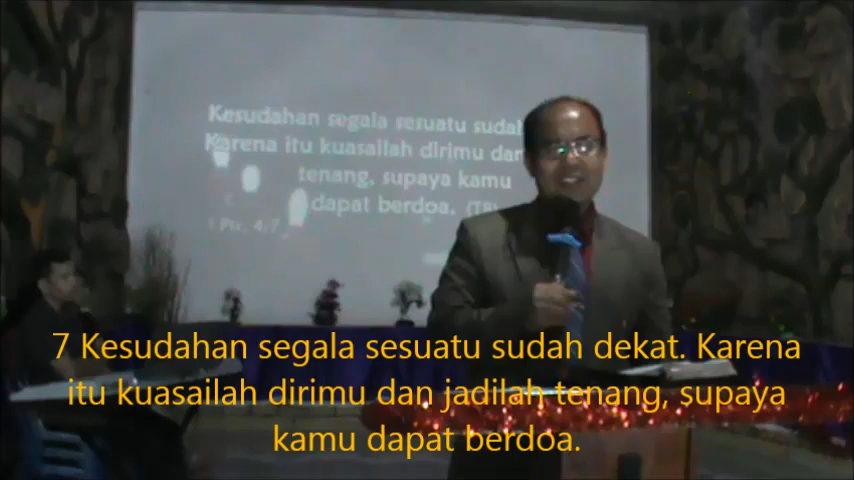 Kesudahan segala sesuatu sudah
Karena itu kuasailah dirimu dan
tenang, supaya kamu
dapat berdoa. (TB)
1 Ptr. 4:7
7 Kesudahan segala sesuatu sudah dekat. Karena
itu kuasailah dirimu dan jadilah tenang, supaya
kamu dapat berdoa.